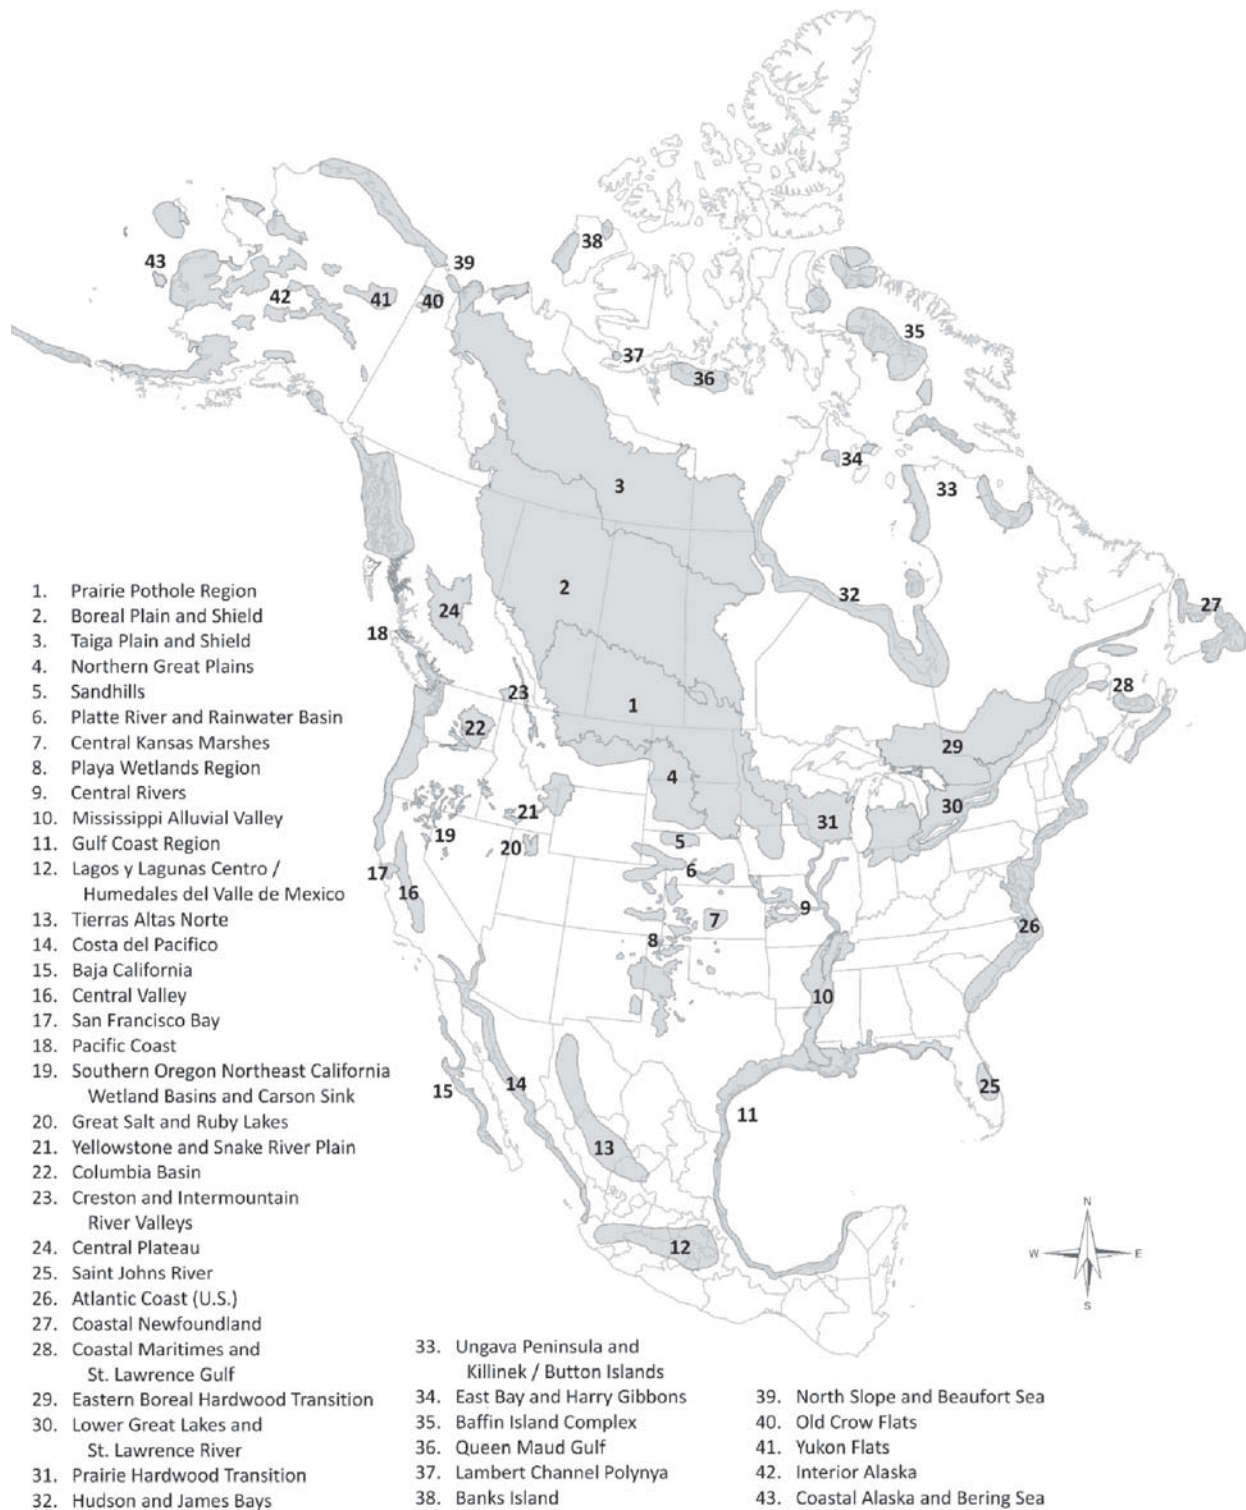 43
39
38
42
41
40
35
37
36
34
3
33
2
32
27
24
18
28
23
1
22
29
4
30
21
31
19
5
20
17
6
16
9
7
8
26
10
14
25
15
11
13
12
N
W
E
S
1. Prairie Pothole Region
2. Boreal Plain and Shield
3. Taiga Plain and Shield
4. Northern Great Plains
5. Sandhills
6. Platte River and Rainwater Basin
7. Central Kansas Marshes
8. Playa Wetlands Region
9. Central Rivers
10. Mississippi Alluvial Valley
11. Gulf Coast Region
12. Lagos y Lagunas Centro /
Humedales del Valle de Mexico
13. Tierras Altas Norte
14. Costa del Pacifico
15. Baja California
16. Central Valley
17. San Francisco Bay
18. Pacific Coast
19. Southern Oregon Northeast California
Wetland Basins and Carson Sink
20. Great Salt and Ruby Lakes
21. Yellowstone and Snake River Plain
22. Columbia Basin
23. Creston and Intermountain
River Valleys
24. Central Plateau
25. Saint Johns River
26. Atlantic Coast (U.S.)
27. Coastal Newfoundland
28. Coastal Maritimes and
St. Lawrence Gulf
29. Eastern Boreal Hardwood Transition
30. Lower Great Lakes and
St. Lawrence River
31. Prairie Hardwood Transition
32. Hudson and James Bays
33. Ungava Peninsula and
Killinek / Button Islands
34. East Bay and Harry Gibbons
35. Baffin Island Complex
36. Queen Maud Gulf
37. Lambert Channel Polynya
38. Banks Island
39. North Slope and Beaufort Sea
40. Old Crow Flats
41. Yukon Flats
42. Interior Alaska
43. Coastal Alaska and Bering Sea